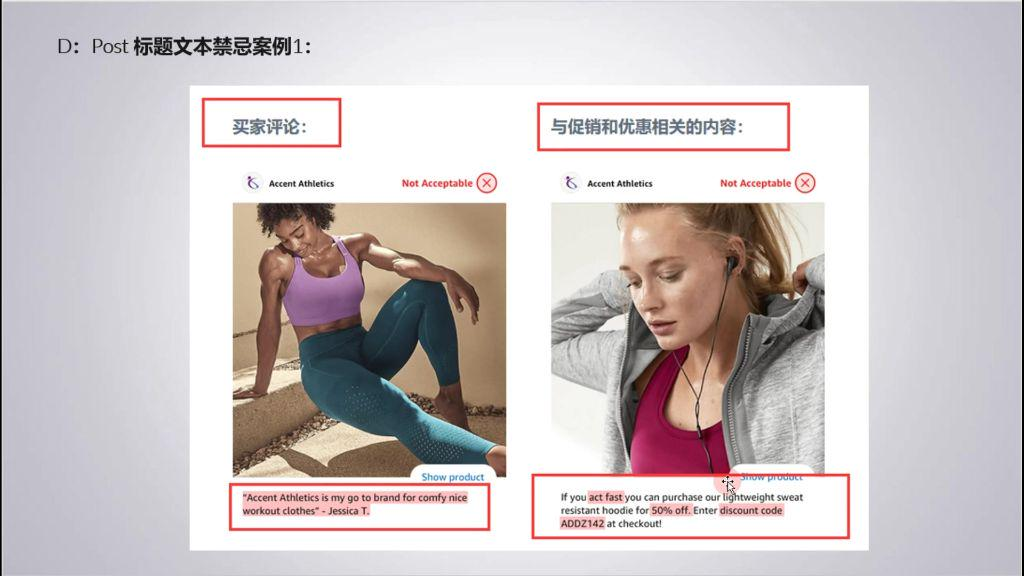 D：Post 标题文本禁忌案例1：
买家评论：
与促销和优惠相关的内容：
Accent Athletics
Not Acceptable
Accent Athletics
Not Acceptable
Show product
Show product
"Accent Athletics is my go to brand for comfy nice
workout clothes" - Jessica T.
If you act fast you can purchase our lightweight sweat
resistant hoodie for 50% off. Enter discount code
ADDZ142 at checkout!